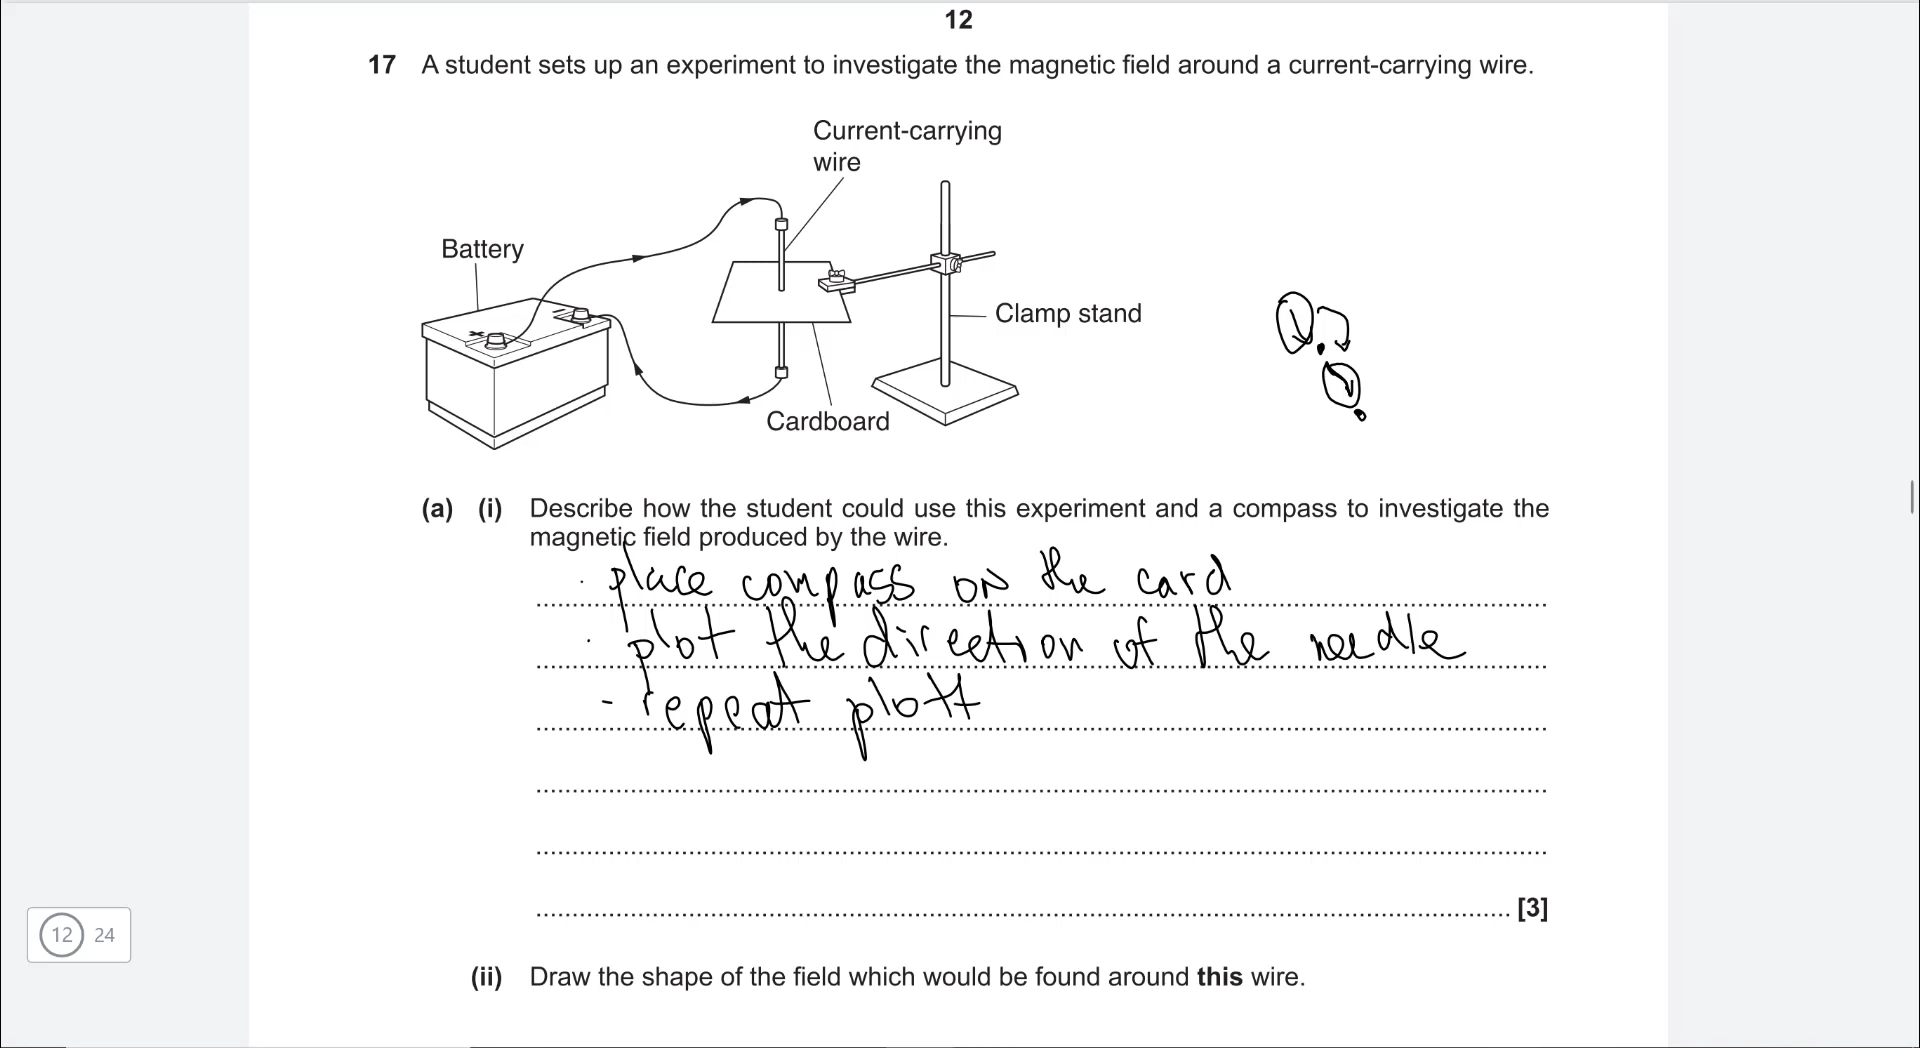 12
17 A student sets up an experiment to investigate the magnetic field around a current-carrying wire.
Current-carrying
wire
Battery
+
−
Clamp stand
Cardboard
(a) (i) Describe how the student could use this experiment and a compass to investigate the
magnetic field produced by the wire.
· place compass on the card
· plot the direction of the needle
- repeat plott
[3]
12 24
(ii) Draw the shape of the field which would be found around this wire.